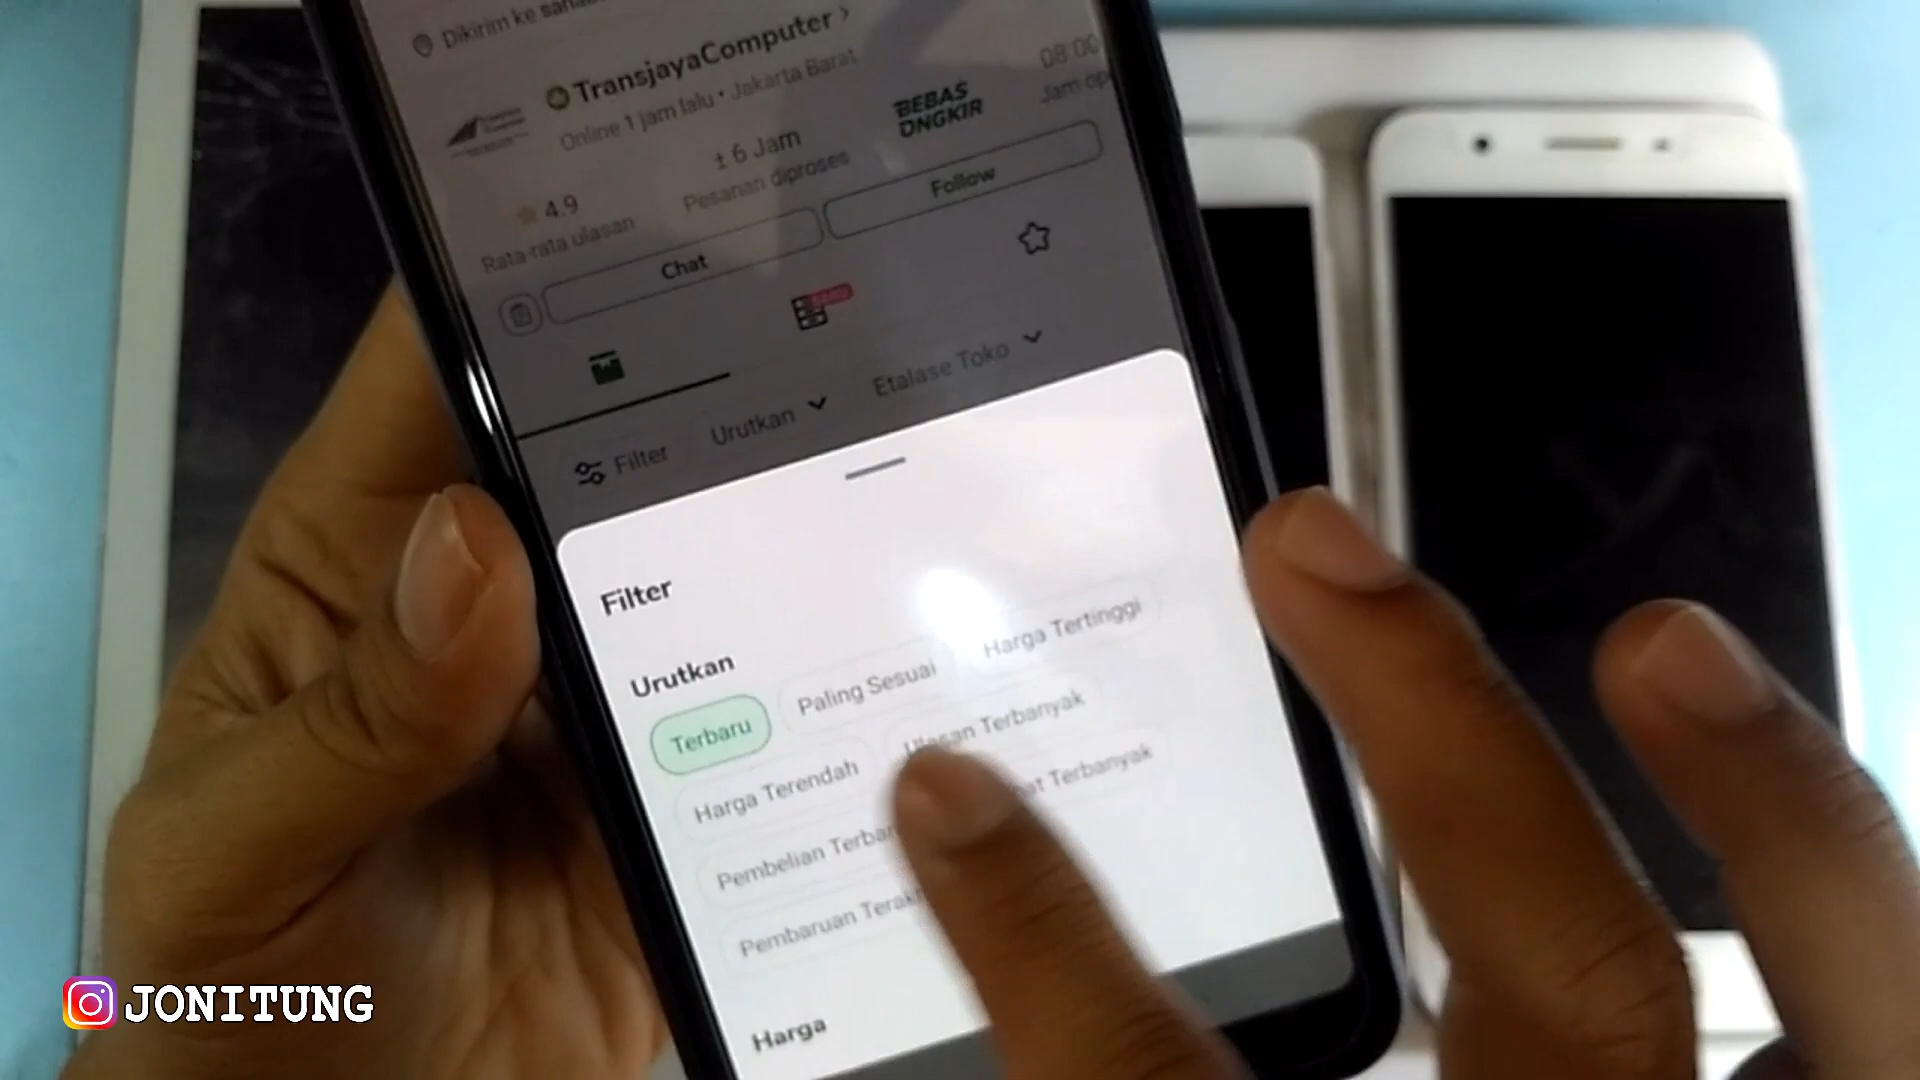 Dikirim ke
TransjayaComputer
Online 1 jam lalu • Jakarta Barat
BEBAS
ONGKIR
08:00
Jam
4.9
Rata-rata ulasan
± 6 Jam
Pesanan diproses
Chat
Follow
Filter
Urutkan
Etalase Toko
Filter
Urutkan
Terbaru
Paling Sesuai
Harga Tertinggi
Harga Terendah
Ulasan Terbanyak
Pembelian
Terbanyak
Pembaruan
Harga
JONITUNG